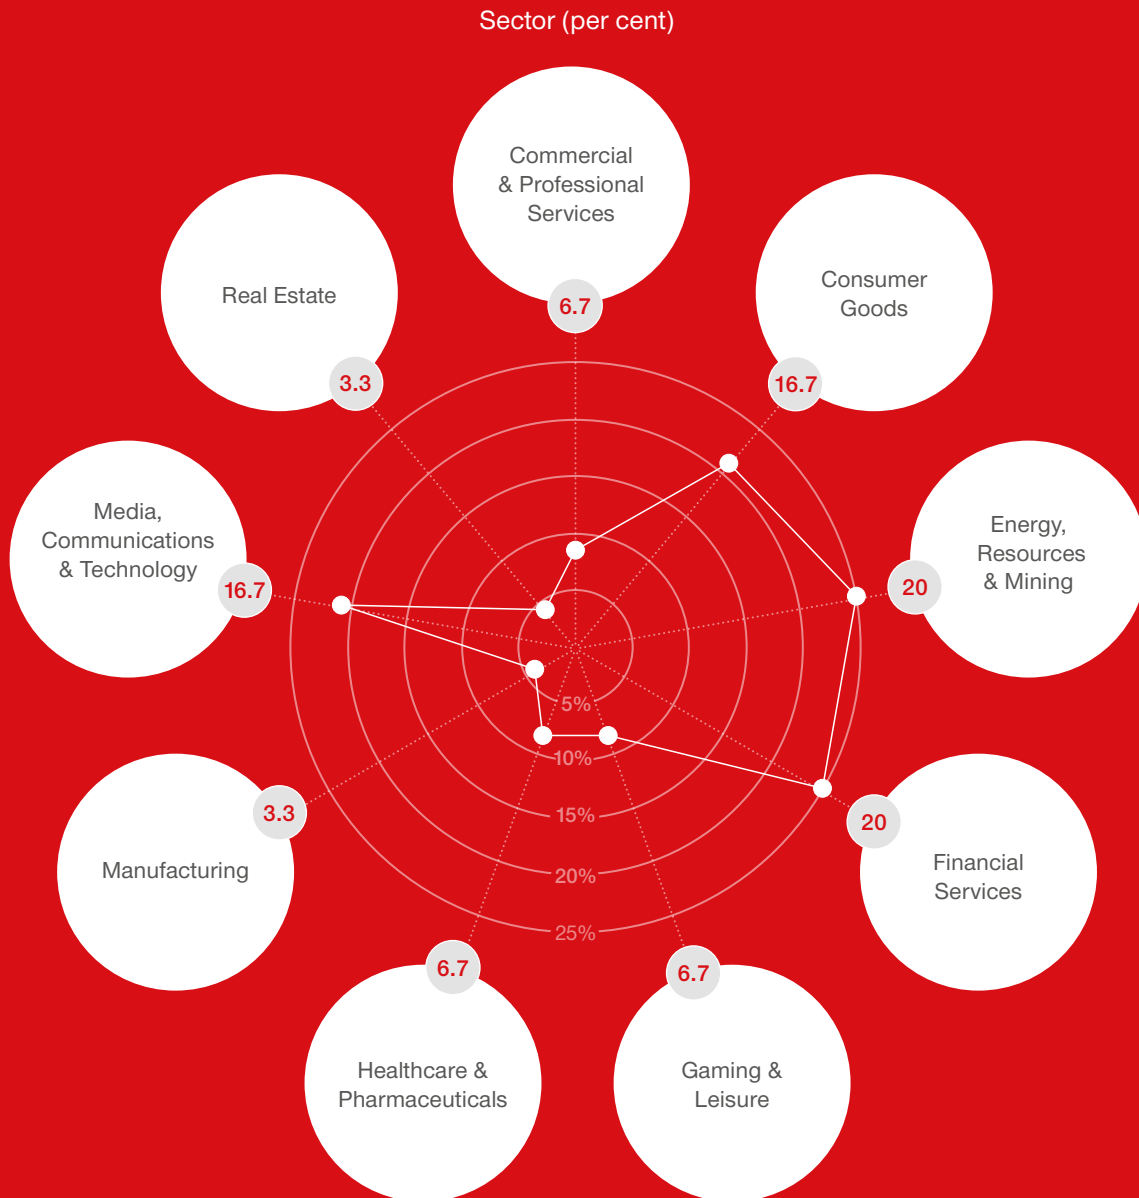 Sector (per cent)
Commercial
& Professional
Services
6.7
Consumer
Goods
16.7
Energy,
Resources
& Mining
20
Financial
Services
20
Gaming &
Leisure
6.7
Healthcare &
Pharmaceuticals
6.7
Manufacturing
3.3
Media,
Communications
& Technology
16.7
Real Estate
3.3
5%
10%
15%
20%
25%